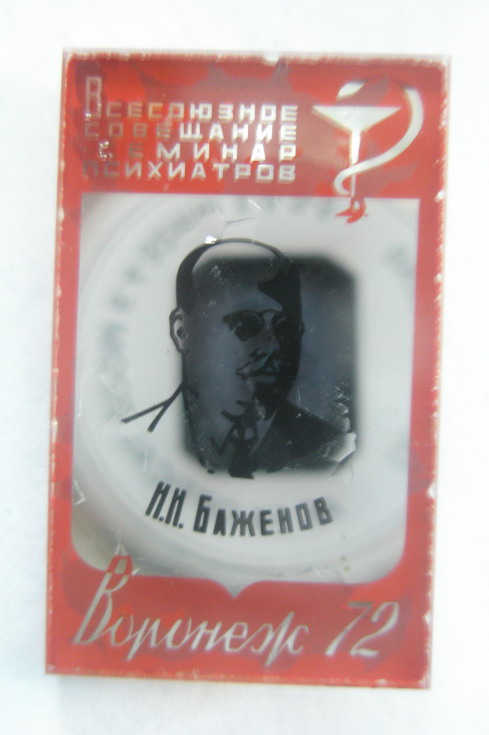 Всесоюзное
совещание
семинар
психиатров
Н.Н. Баженов
Воронеж 72